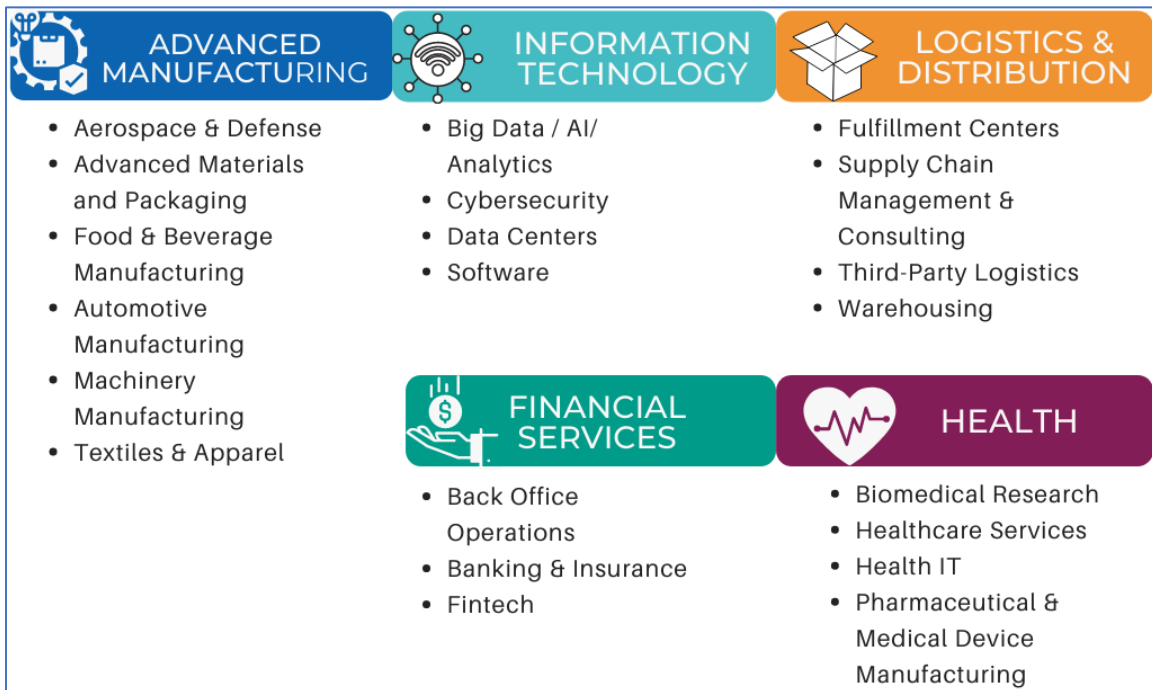 ADVANCED
MANUFACTURING
• Aerospace & Defense
• Advanced Materials
and Packaging
• Food & Beverage
Manufacturing
• Automotive
Manufacturing
• Machinery
Manufacturing
• Textiles & Apparel
INFORMATION
TECHNOLOGY
• Big Data / AI/
Analytics
• Cybersecurity
• Data Centers
• Software
LOGISTICS &
DISTRIBUTION
• Fulfillment Centers
• Supply Chain
Management &
Consulting
• Third-Party Logistics
• Warehousing
$
FINANCIAL
SERVICES
• Back Office
Operations
• Banking & Insurance
• Fintech
HEALTH
• Biomedical Research
• Healthcare Services
• Health IT
• Pharmaceutical &
Medical Device
Manufacturing